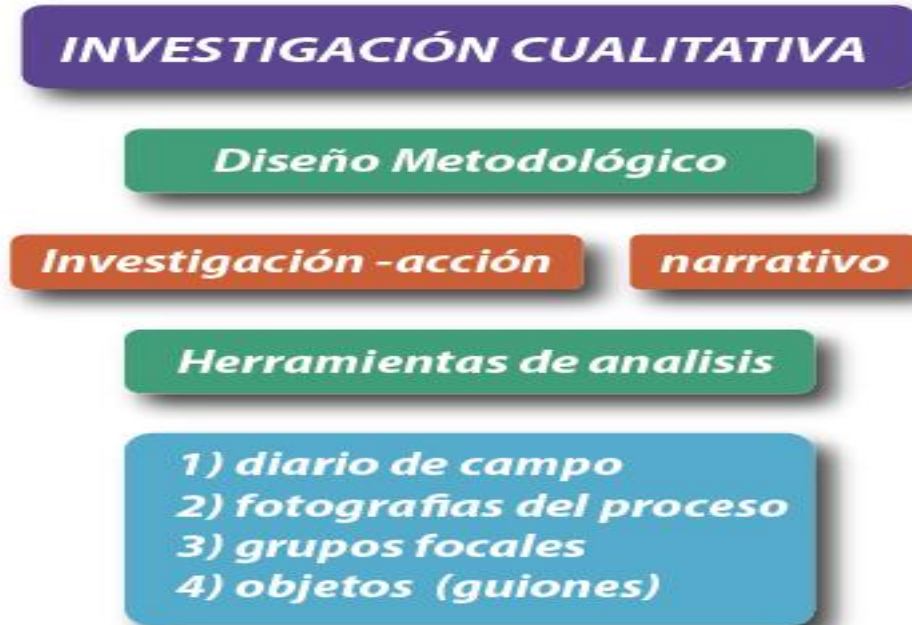 INVESTIGACIÓN CUALITATIVA
Diseño Metodológico
Investigación -acción
narrativo
Herramientas de analisis
1) diario de campo
2) fotografias del proceso
3) grupos focales
4) objetos (guiones)